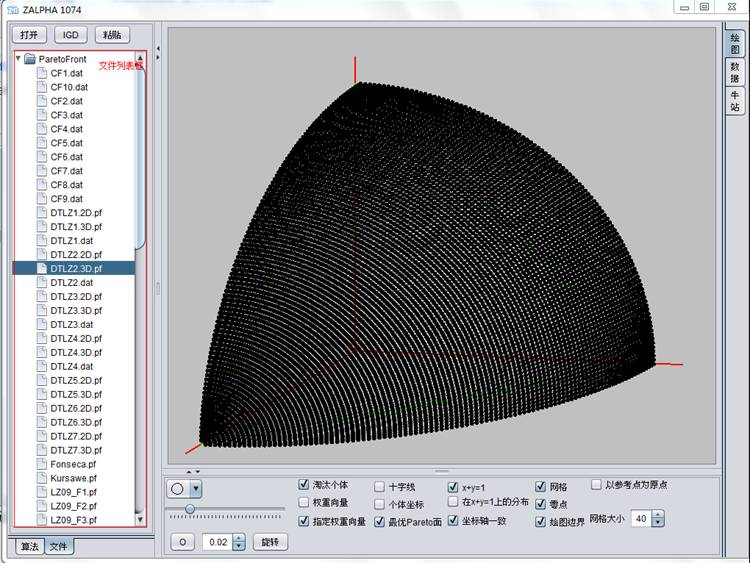 ZALPHA 1074
打开 IGD 粘贴
ParetoFront
文件列表框
CF1.dat
CF10.dat
CF2.dat
CF3.dat
CF4.dat
CF5.dat
CF6.dat
CF7.dat
CF8.dat
CF9.dat
DTLZ1.2D.pf
DTLZ1.3D.pf
DTLZ1.dat
DTLZ2.2D.pf
DTLZ2.3D.pf
DTLZ2.dat
DTLZ3.2D.pf
DTLZ3.3D.pf
DTLZ3.dat
DTLZ4.2D.pf
DTLZ4.3D.pf
DTLZ4.dat
DTLZ5.2D.pf
DTLZ5.3D.pf
DTLZ6.2D.pf
DTLZ6.3D.pf
DTLZ7.2D.pf
DTLZ7.3D.pf
Fonseca.pf
Kursawe.pf
LZ09_F1.pf
LZ09_F2.pf
LZ09_F3.pf
算法 文件
绘图
数据
牛站
淘汰个体 十字线 x+y=1 网格 以参考点为原点
权重向量 个体坐标 在x+y=1上的分布 零点
指定权重向量 最优Pareto面 坐标轴一致 绘图边界 网格大小 40
O 0.02 旋转